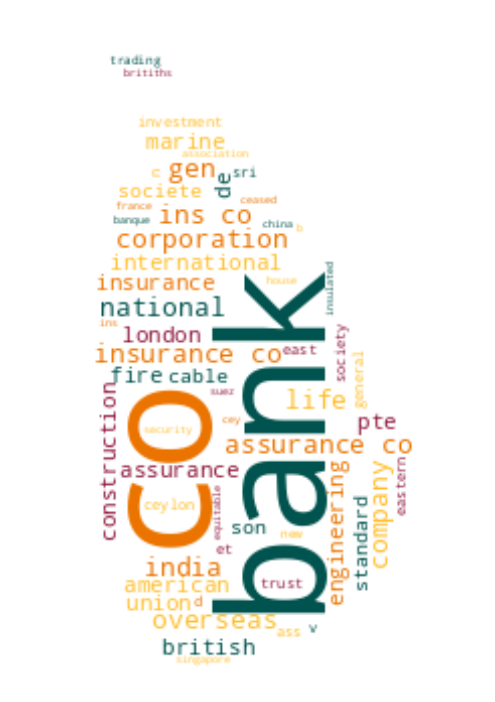 trading
britiths
investment
marine
association
c
gen
de
sri
societe
ceased
france
ins co
banque
china
b
corporation
international
insurance
house
insulated
national
ins
london
society
east
insurance co
general
fire
cable
suez
construction
life
co
bank
cey
pte
security
assurance co
assurance
eastern
company
engineering
equitable
ceylon
standard
son
new
et
india
american
trust
union
d
overseas
ass
v
british
singapore